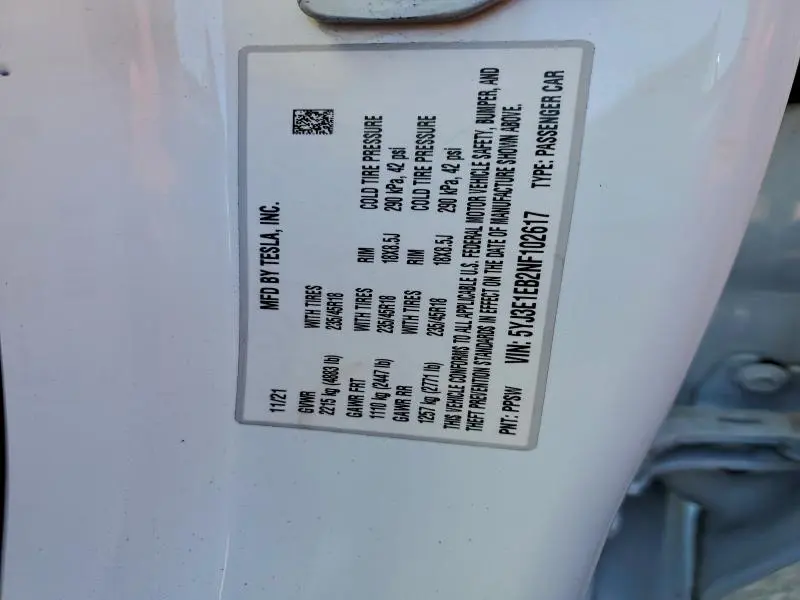 11/21 MFD BY TESLA, INC.
GVWR WITH TIRES RIM COLD TIRE PRESSURE
2215 kg (4883 lb) 235/45R18
GAWR FRT WITH TIRES RIM COLD TIRE PRESSURE
1110 kg (2447 lb) 235/45R18 18X8.5J 290 kPa, 42 psi
GAWR RR WITH TIRES RIM COLD TIRE PRESSURE
1257 kg (2771 lb) 235/45R18 18X8.5J 290 kPa, 42 psi
THIS VEHICLE CONFORMS TO ALL APPLICABLE U.S. FEDERAL MOTOR VEHICLE SAFETY, BUMPER, AND
THEFT PREVENTION STANDARDS IN EFFECT ON THE DATE OF MANUFACTURE SHOWN ABOVE.
PNT: PPSW VIN: 5YJ3E1EB2NF102617 TYPE: PASSENGER CAR